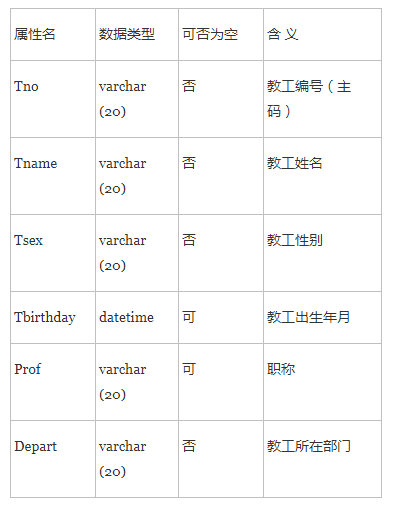 属性名 数据类型 可否为空 含 义
Tno varchar 否 教工编号（主
(20) 码）
Tname varchar 否 教工姓名
(20)
Tsex varchar 否 教工性别
(20)
Tbirthday datetime 可 教工出生年月
Prof varchar 可 职称
(20)
Depart varchar 否 教工所在部门
(20)